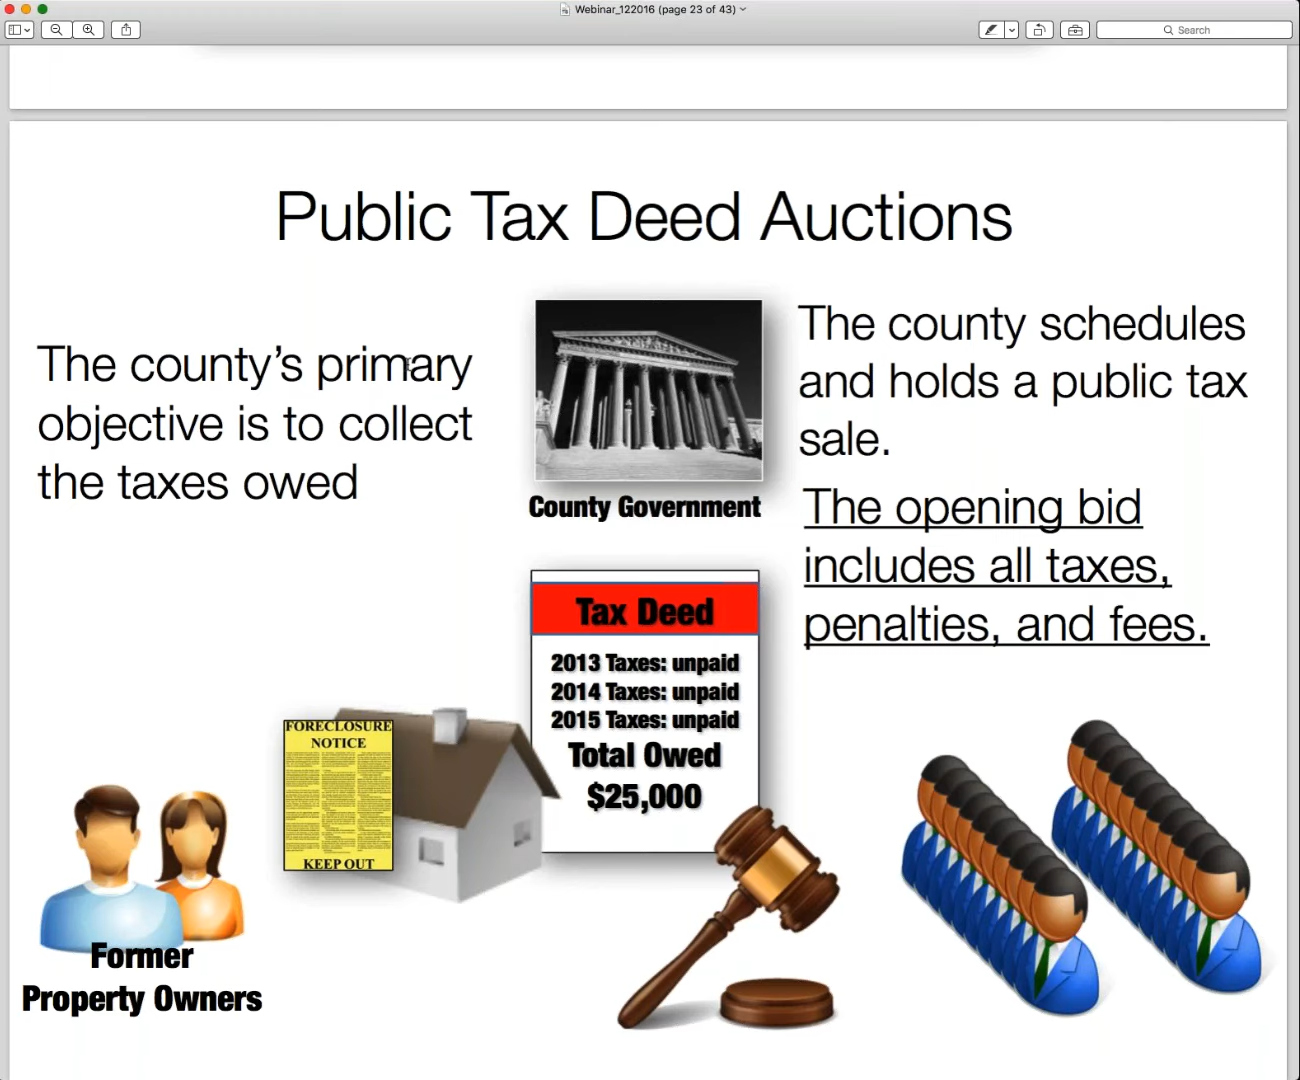 Webinar_122016 (page 23 of 43)
Search
Public Tax Deed Auctions
The county's primary
objective is to collect
the taxes owed
County Government
The county schedules
and holds a public tax
sale.
The opening bid
includes all taxes,
penalties, and fees.
Tax Deed
2013 Taxes: unpaid
2014 Taxes: unpaid
2015 Taxes: unpaid
Total Owed
$25,000
FORECLOSURE
NOTICE
KEEP OUT
Former
Property Owners